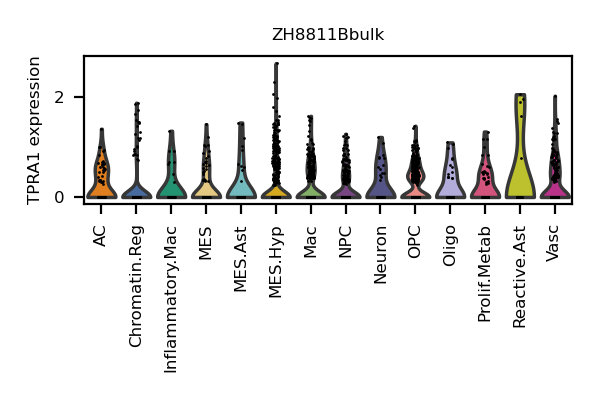 ZH8811Bbulk
TPRA1 expression
2
0
AC
Chromatin.Reg
Inflammatory.Mac
MES
MES.Ast
MES.Hyp
Mac
NPC
Neuron
OPC
Oligo
Prolif.Metab
Reactive.Ast
Vasc